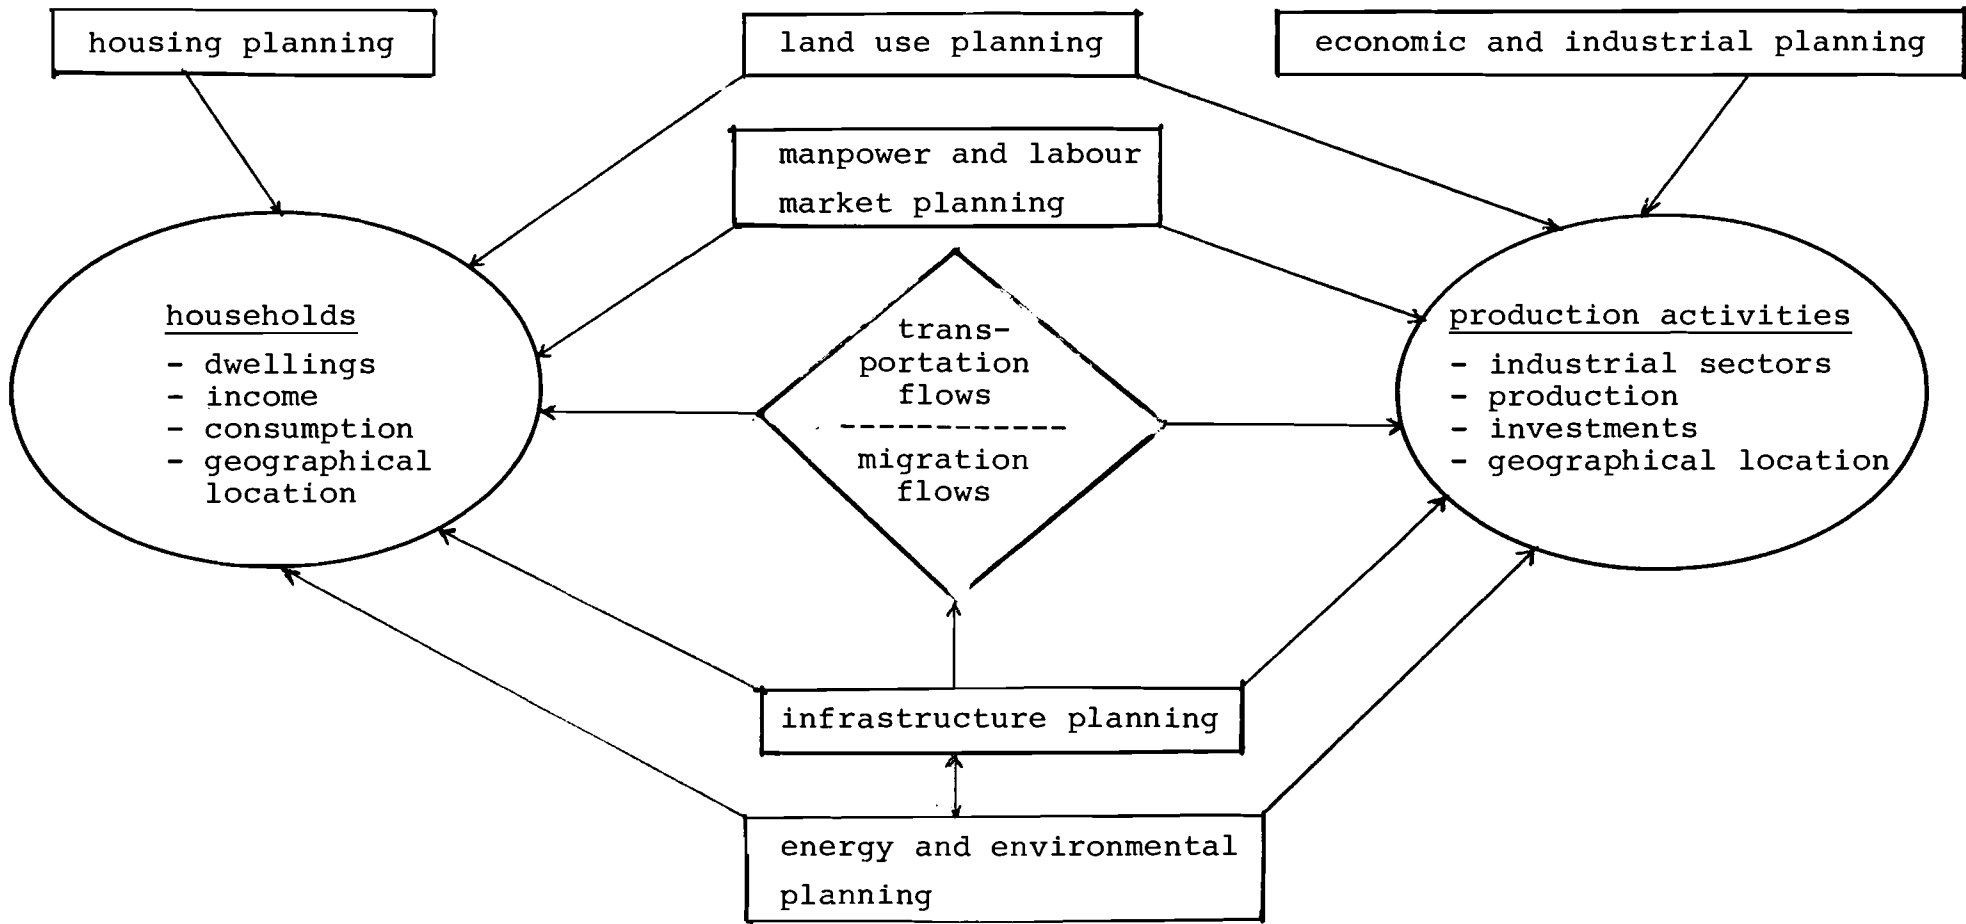 housing planning
land use planning
economic and industrial planning
manpower and labour
market planning
households
- dwellings
- income
- consumption
- geographical
location
trans-
portation
flows
migration
flows
production activities
- industrial sectors
- production
- investments
- geographical location
infrastructure planning
energy and environmental
planning